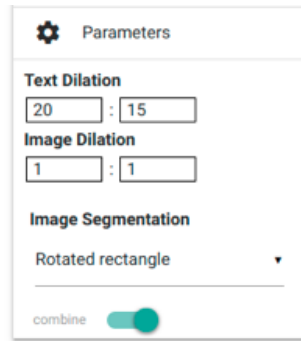 Parameters
Text Dilation
20 : 15
Image Dilation
1 : 1
Image Segmentation
Rotated rectangle
combine